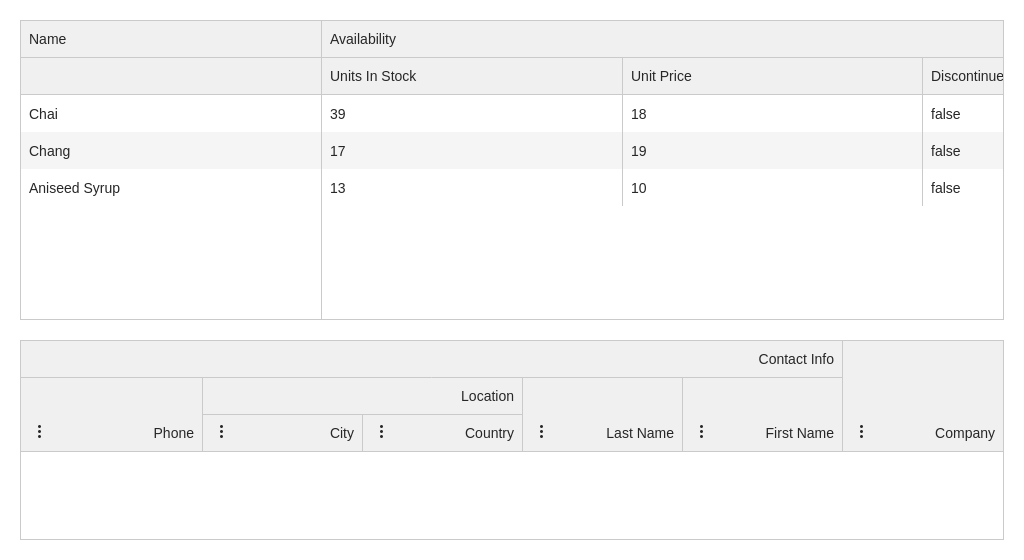 Name Availability
Units In Stock Unit Price Discontinue
Chai 39 18 false
Chang 17 19 false
Aniseed Syrup 13 10 false
Contact Info
Location
Phone City Country Last Name First Name Company